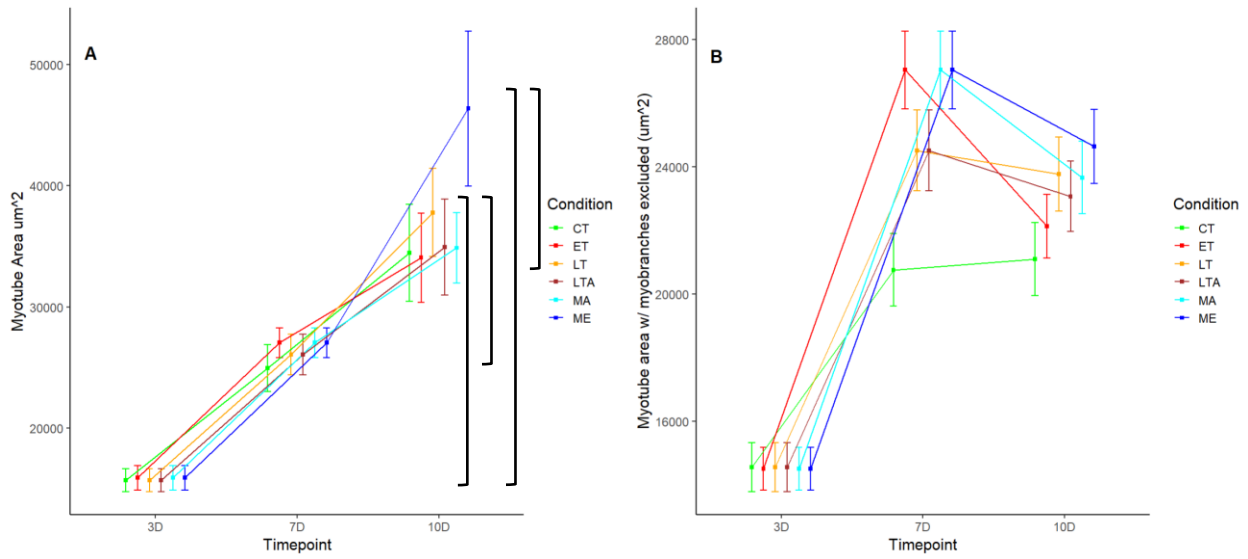 A
Myotube Area um^2
50000
40000
30000
20000
3D
7D
10D
Timepoint
Condition
CT
ET
LT
LTA
MA
ME
B
Myotube area w/ myobranches excluded (um^2)
28000
24000
20000
16000
3D
7D
10D
Timepoint
Condition
CT
ET
LT
LTA
MA
ME